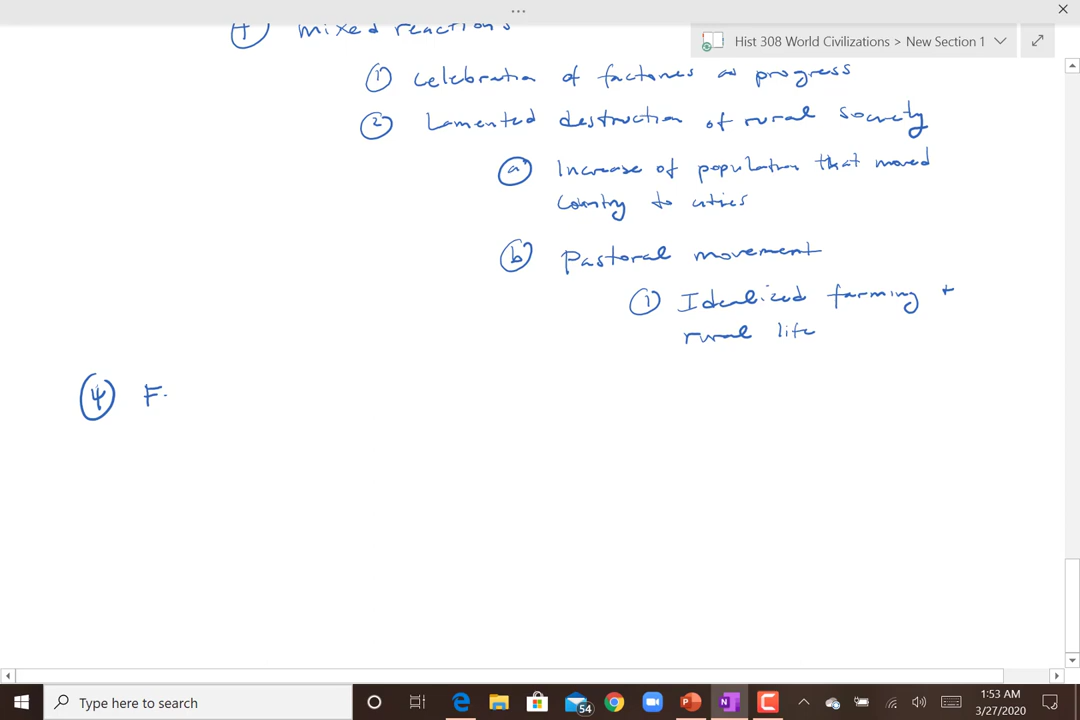 ④ mixed reactions
Hist 308 World Civilizations > New Section 1
① Celebration of factories as progress
② Lamented destruction of rural society
ⓐ Increase of population that moved
Country to cities
ⓑ Pastoral movement
① Idealized farming +
rural life
④ F.
Type here to search
54
1:53 AM
3/27/2020